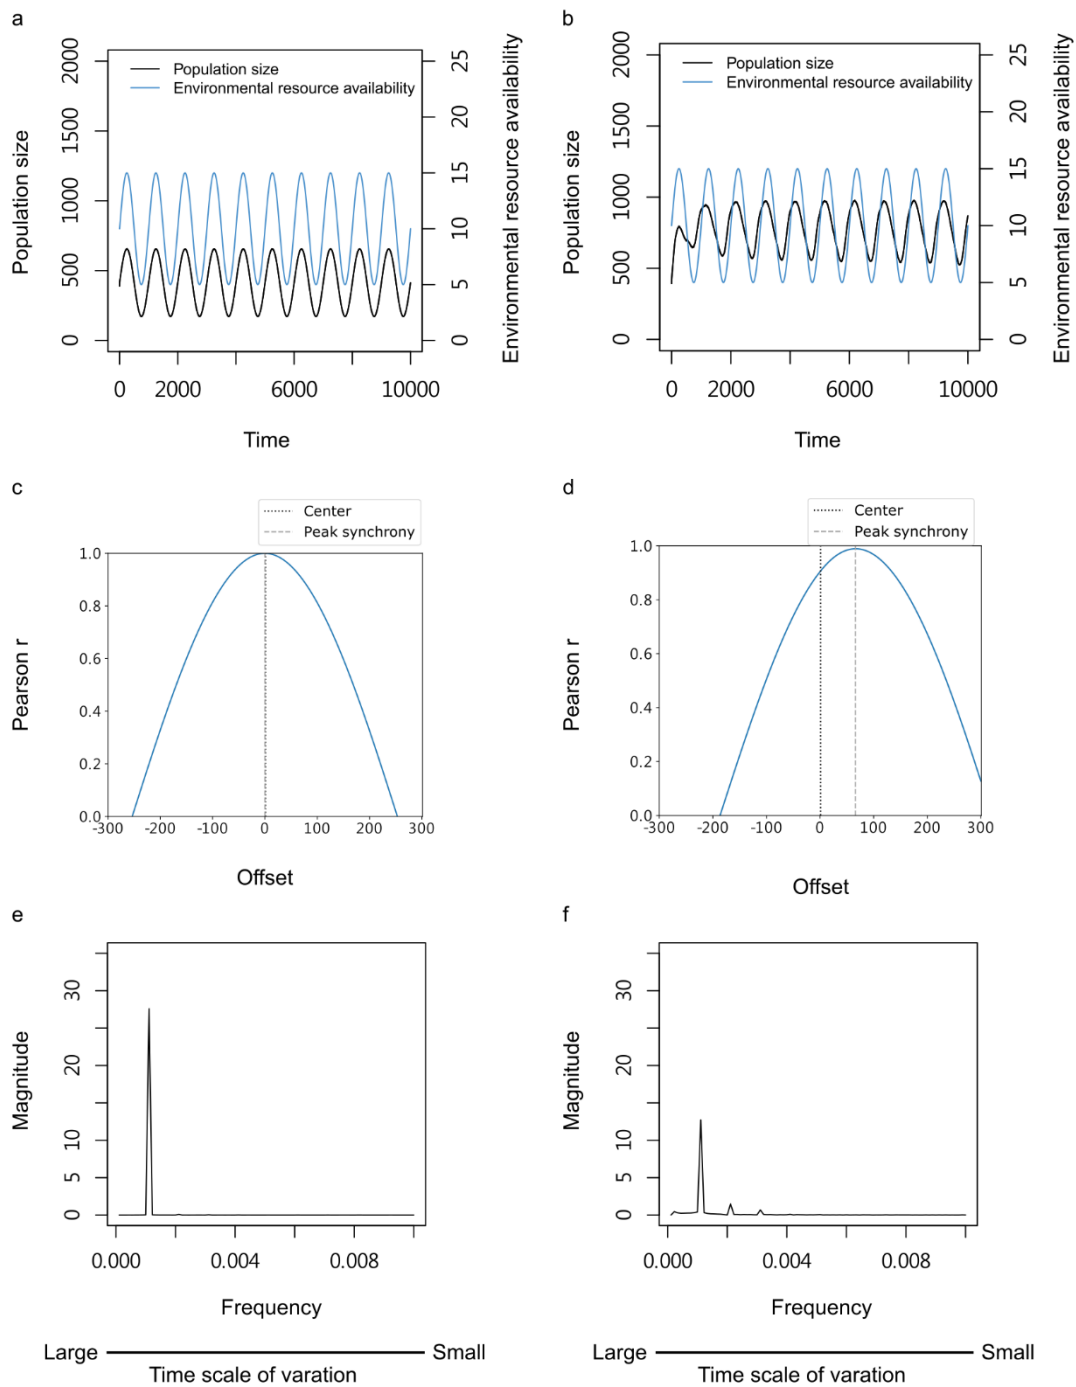 a
Population size
Environmental resource availability
2000
1500
1000
500
0
Population size
25
20
15
10
5
0
Environmental resource availability
0 2000 6000 10000
Time
b
Population size
Environmental resource availability
2000
1500
1000
500
0
Population size
25
20
15
10
5
0
Environmental resource availability
0 2000 6000 10000
Time
c
Center
Peak synchrony
1.0
0.8
0.6
0.4
0.2
0.0
Pearson r
-300 -200 -100 0 100 200 300
Offset
d
Center
Peak synchrony
1.0
0.8
0.6
0.4
0.2
0.0
Pearson r
-300 -200 -100 0 100 200 300
Offset
e
30
20
10
5
0
Magnitude
0.000 0.004 0.008
Frequency
Large Small
Time scale of varation
f
30
20
10
5
0
Magnitude
0.000 0.004 0.008
Frequency
Large Small
Time scale of varation